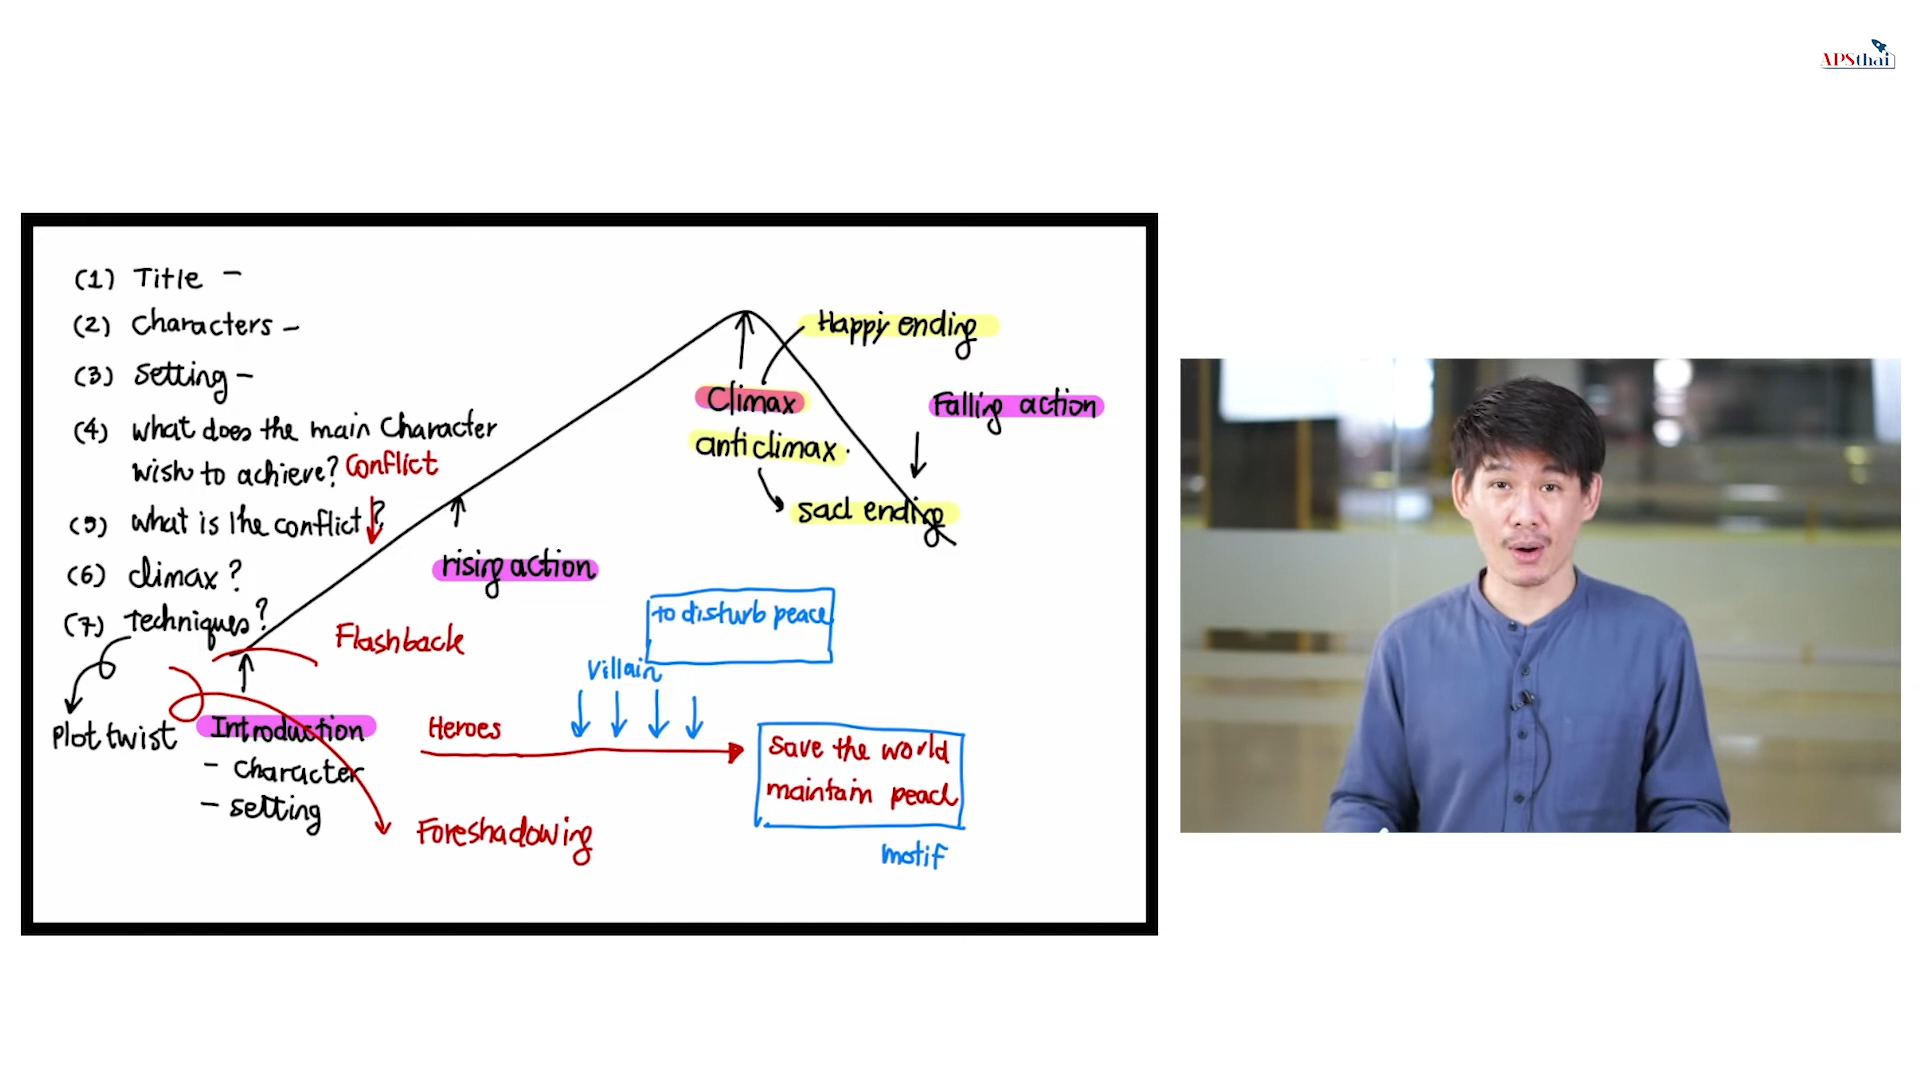 APSthai
(1) Title -
(2) Characters -
(3) Setting -
(4) what does the main Character
wish to achieve?
Conflict
(5) what is the conflict?
(6) climax?
(7) techniques?
Plot twist
Introduction
- Character
- setting
Flashback
Foreshadowing
rising action
Climax
anticlimax.
Happy ending
sad ending
Falling action
to disturb peace
Villain
Heroes
save the world
maintain peace
motif